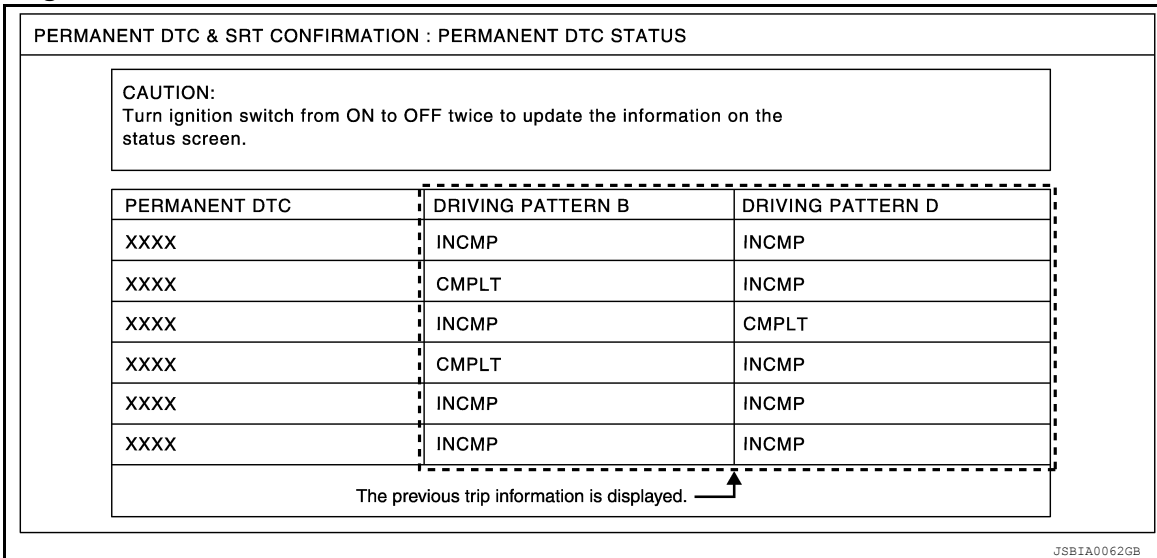 PERMANENT DTC & SRT CONFIRMATION : PERMANENT DTC STATUS
CAUTION:
Turn ignition switch from ON to OFF twice to update the information on the
status screen.
PERMANENT DTC DRIVING PATTERN B DRIVING PATTERN D
XXXX INCMP INCMP
XXXX CMPLT INCMP
XXXX INCMP CMPLT
XXXX CMPLT INCMP
XXXX INCMP INCMP
XXXX INCMP INCMP
The previous trip information is displayed.
JSBIA0062GB